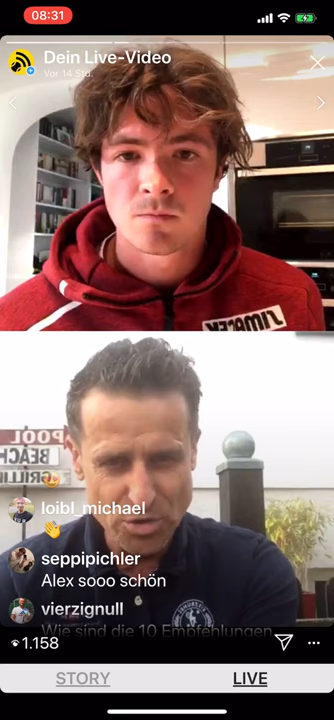 08:31
Dein Live-Video
Vor 14 Std.
SIMACEK
POOL
BEACH
GRILL
loibl_michael
👋
seppipichler
Alex sooo schön
vierzignull
Wie sind die 10 Empfehlungen
1.158
STORY
LIVE